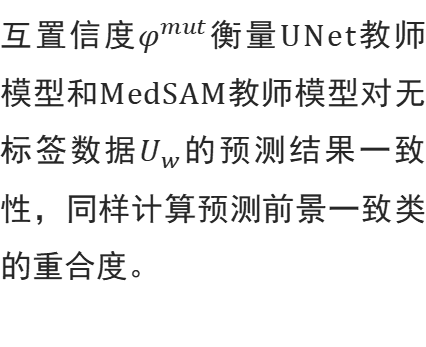 互置信度φ^{mut}衡量UNet教师
模型和MedSAM教师模型对无
标签数据U_w的预测结果一致
性，同样计算预测前景一致类
的重合度。